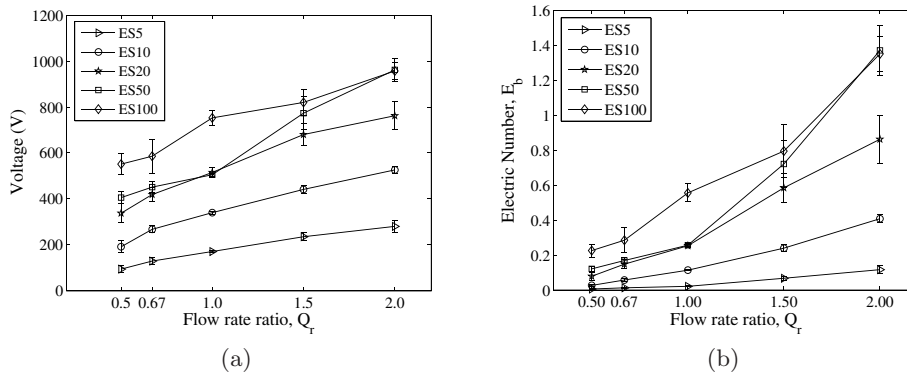 1200
1000
800
600
400
200
0
Voltage (V)
ES5
ES10
ES20
ES50
ES100
0.5 0.67 1.0 1.5 2.0
Flow rate ratio, Q_r
(a)
1.6
1.4
1.2
1
0.8
0.6
0.4
0.2
0
Electric Number, E_b
ES5
ES10
ES20
ES50
ES100
0.50 0.67 1.00 1.50 2.00
Flow rate ratio, Q_r
(b)